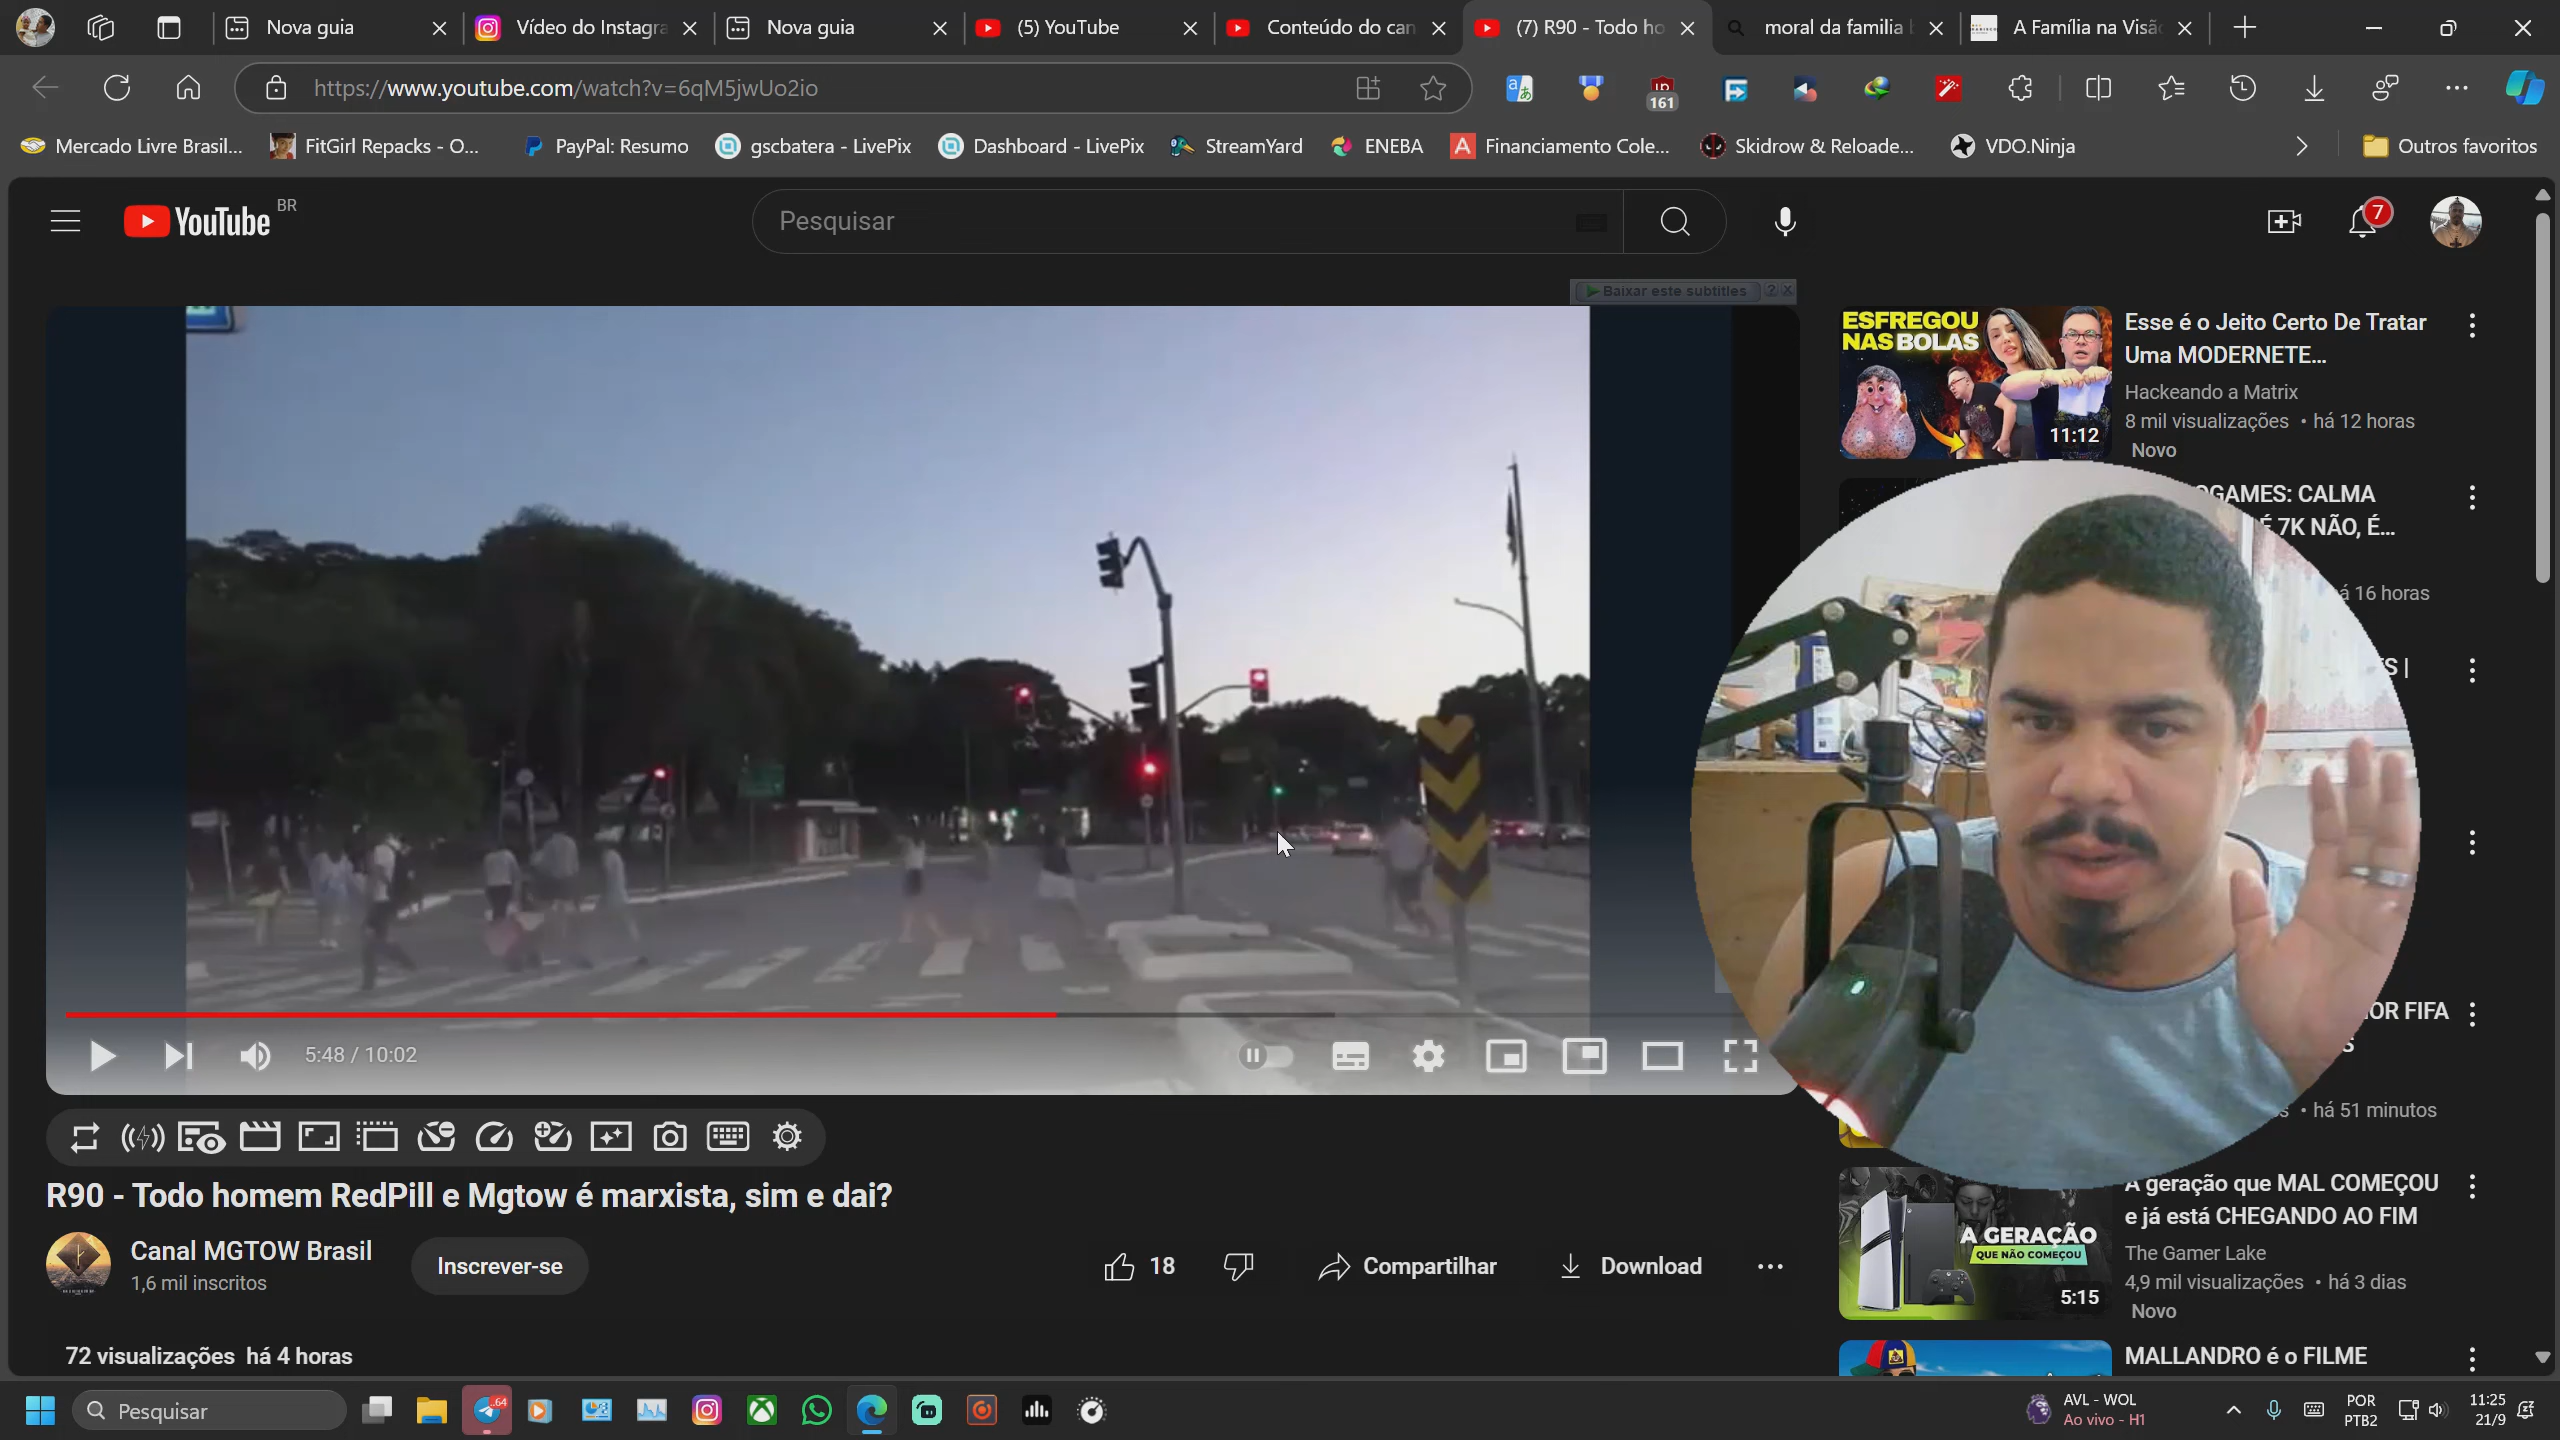 Nova guia
Vídeo do Instagra
Nova guia
(5) YouTube
Conteúdo do can
(7) R90 - Todo ho
moral da familia b
A Família na Visã
https://www.youtube.com/watch?v=6qM5jwUo2io
161
Mercado Livre Brasil...
FitGirl Repacks - O...
PayPal: Resumo
gscbatera - LivePix
Dashboard - LivePix
StreamYard
ENEBA
Financiamento Cole...
Skidrow & Reloade...
VDO.Ninja
Outros favoritos
YouTube BR
Pesquisar
7
Baixar este subtitles
ESFREGOU
NAS BOLAS
11:12
Esse é o Jeito Certo De Tratar
Uma MODERNETE...
Hackeando a Matrix
8 mil visualizações • há 12 horas
Novo
OGAMES: CALMA
É 7K NÃO, É...
há 16 horas
S |
OR FIFA
S
s • há 51 minutos
5:48 / 10:02
R90 - Todo homem RedPill e Mgtow é marxista, sim e dai?
Canal MGTOW Brasil
1,6 mil inscritos
Inscrever-se
18
Compartilhar
Download
72 visualizações há 4 horas
A GERAÇÃO
QUE NÃO COMEÇOU
5:15
A geração que MAL COMEÇOU
e já está CHEGANDO AO FIM
The Gamer Lake
4,9 mil visualizações • há 3 dias
Novo
MALLANDRO é o FILME
Pesquisar
..64
AVL - WOL
Ao vivo - H1
POR
PTB2
11:25
21/9